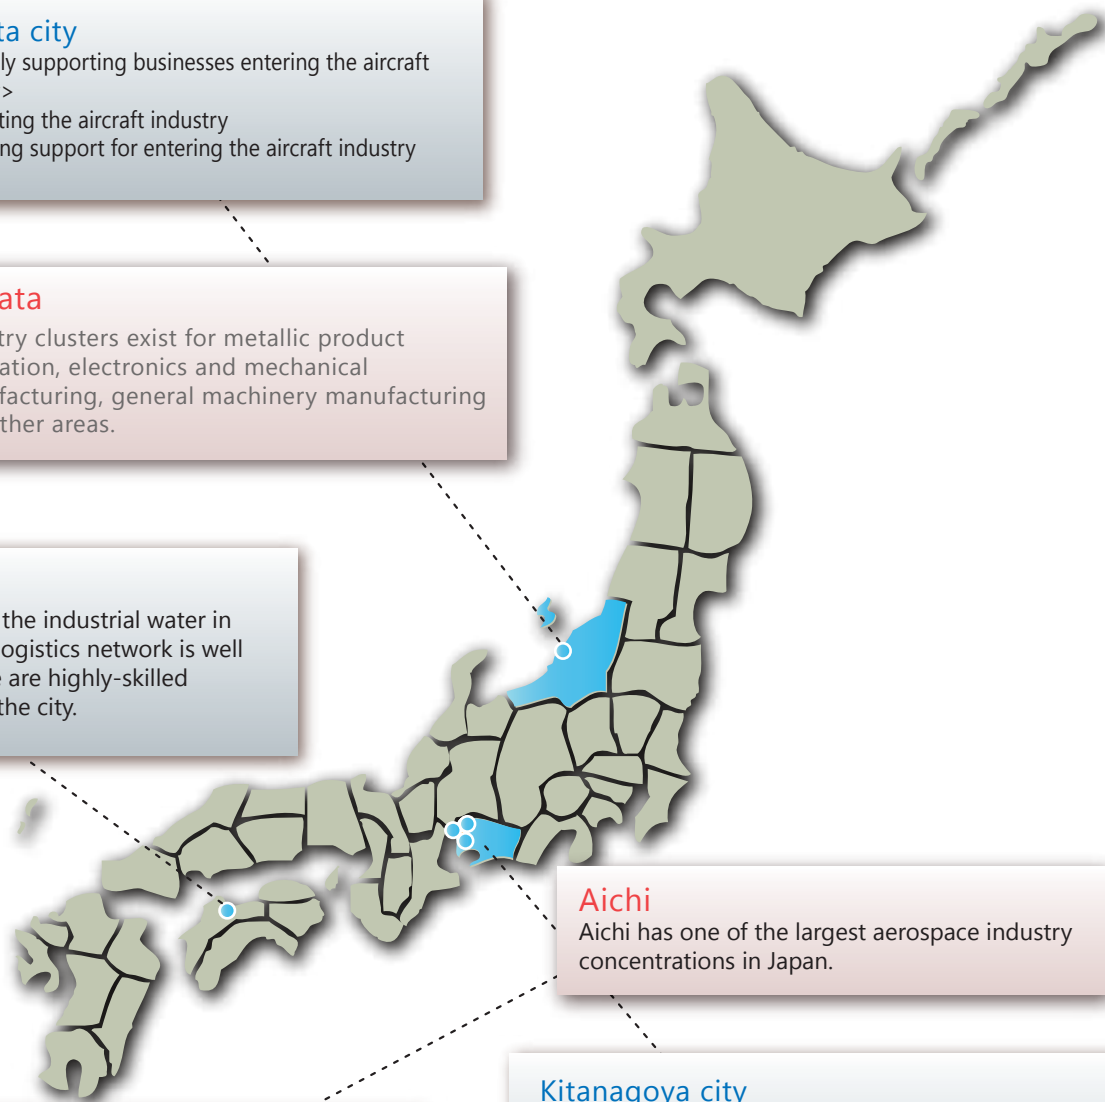 ta city
ly supporting businesses entering the aircraft
>
ting the aircraft industry
ng support for entering the aircraft industry
ata
try clusters exist for metallic product
ation, electronics and mechanical
facturing, general machinery manufacturing
ther areas.
the industrial water in
ogistics network is well
e are highly-skilled
the city.
Aichi
Aichi has one of the largest aerospace industry
concentrations in Japan.
Kitanagoya city